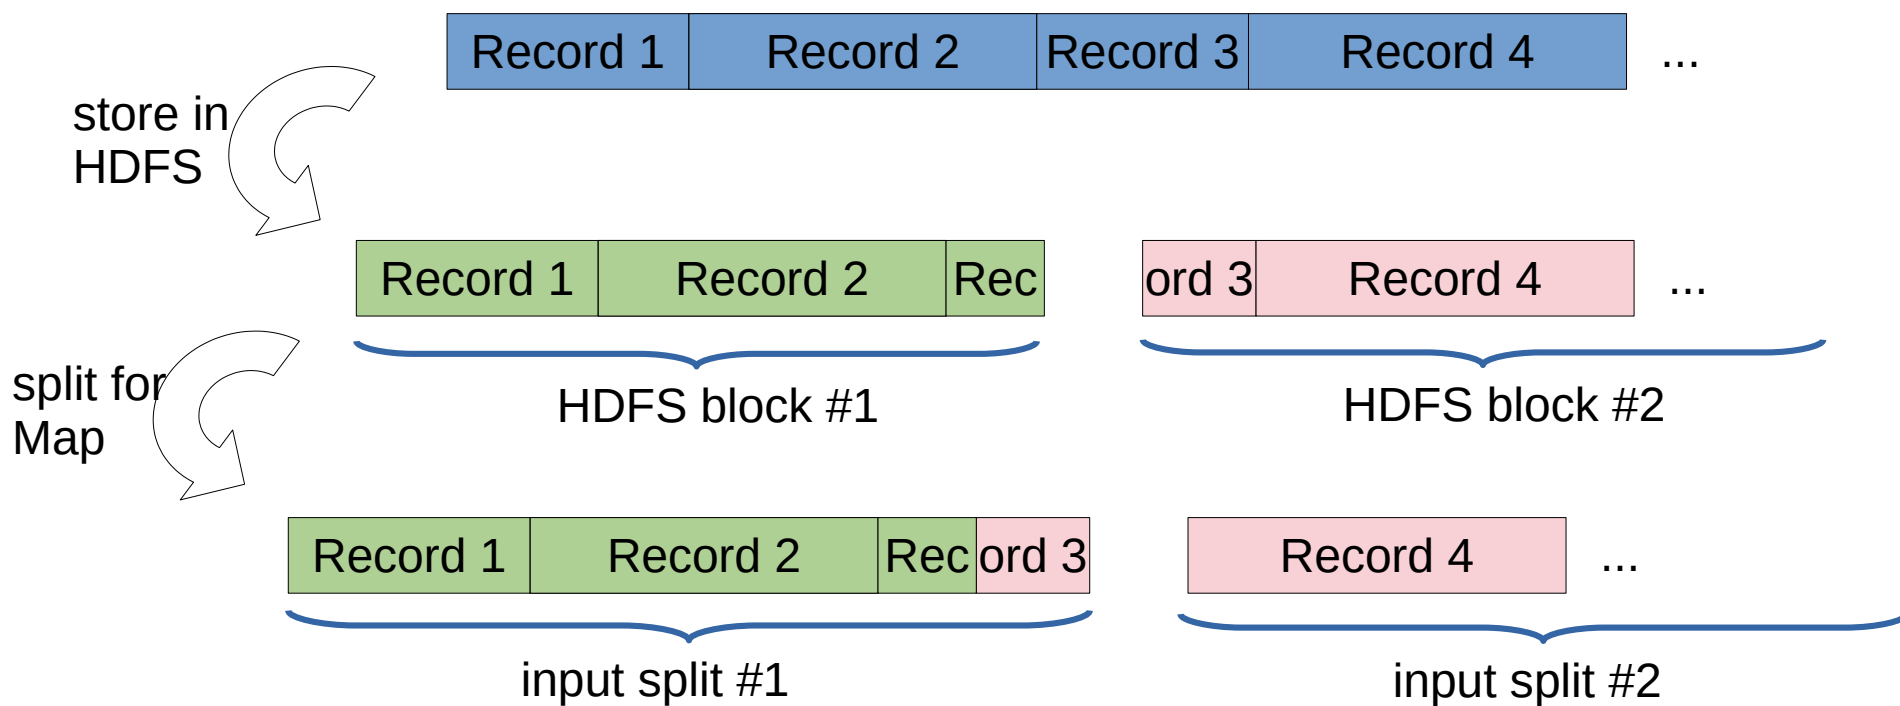 Record 1 Record 2 Record 3 Record 4 ...
store in
HDFS
Record 1 Record 2 Rec ord 3 Record 4 ...
HDFS block #1 HDFS block #2
split for
Map
Record 1 Record 2 Rec ord 3 Record 4 ...
input split #1 input split #2